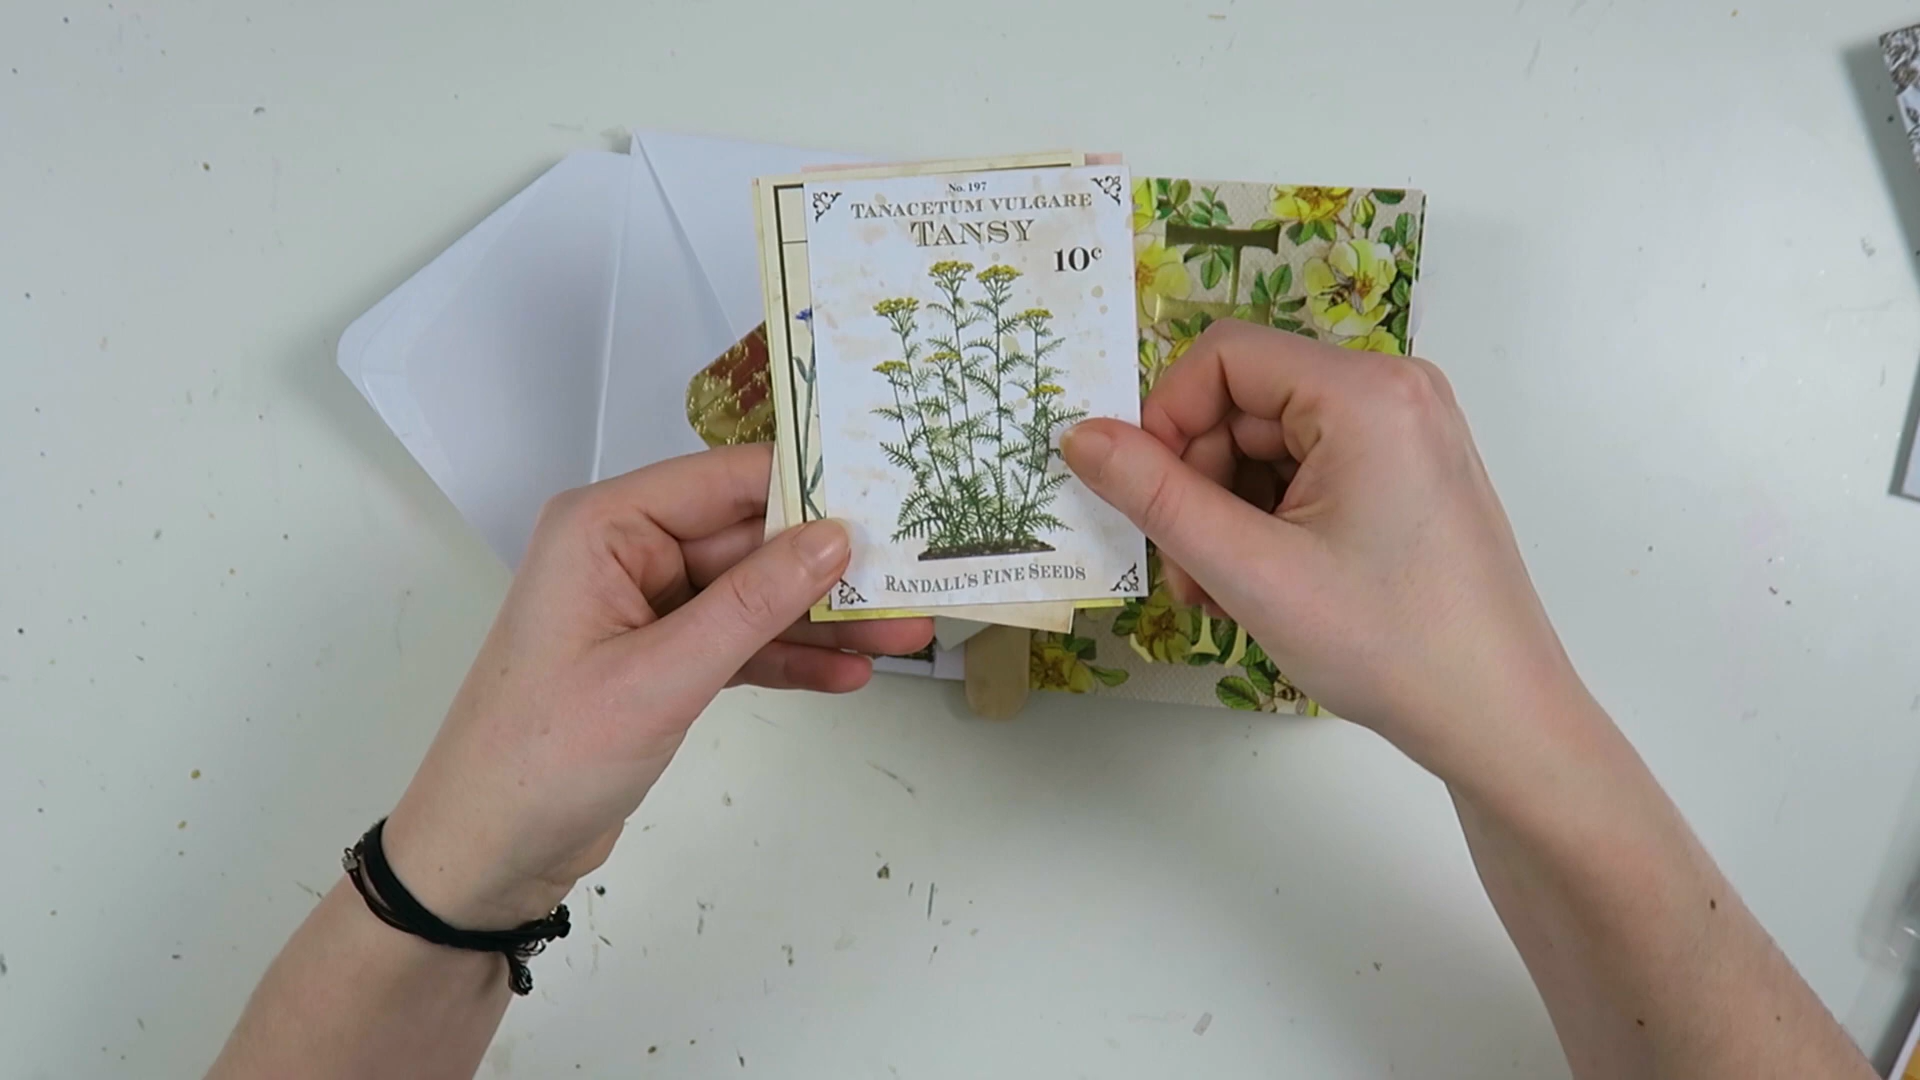 No. 197
TANACETUM VULGARE
TANSY
10c
RANDALL'S FINE SEEDS